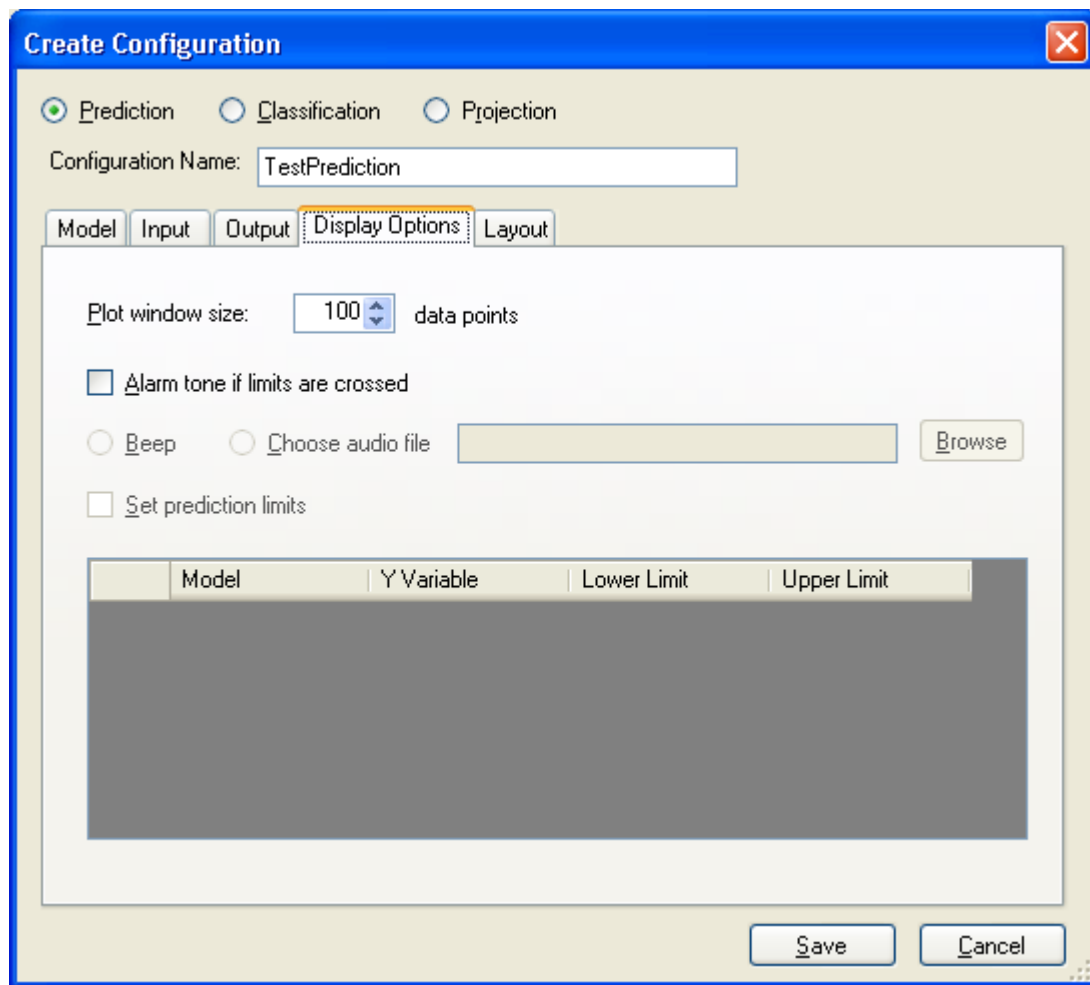 Create Configuration
Prediction Classification Projection
Configuration Name: TestPrediction
Model Input Output Display Options Layout
Plot window size: 100 data points
Alarm tone if limits are crossed
Beep Choose audio file Browse
Set prediction limits
Model Y Variable Lower Limit Upper Limit
Save Cancel